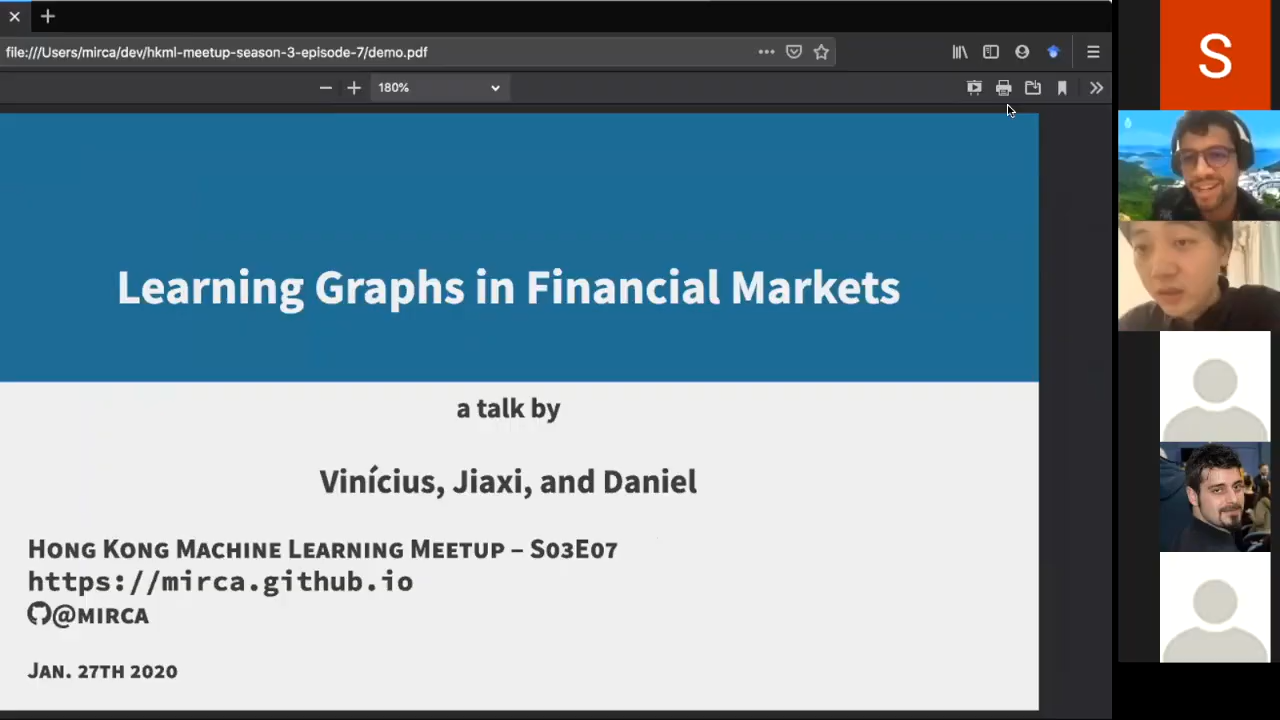 file:///Users/mirca/dev/hkml-meetup-season-3-episode-7/demo.pdf
180%
S
Learning Graphs in Financial Markets
a talk by
Vinícius, Jiaxi, and Daniel
Hong Kong Machine Learning Meetup – S03E07
https://mirca.github.io
@mirca
Jan. 27th 2020